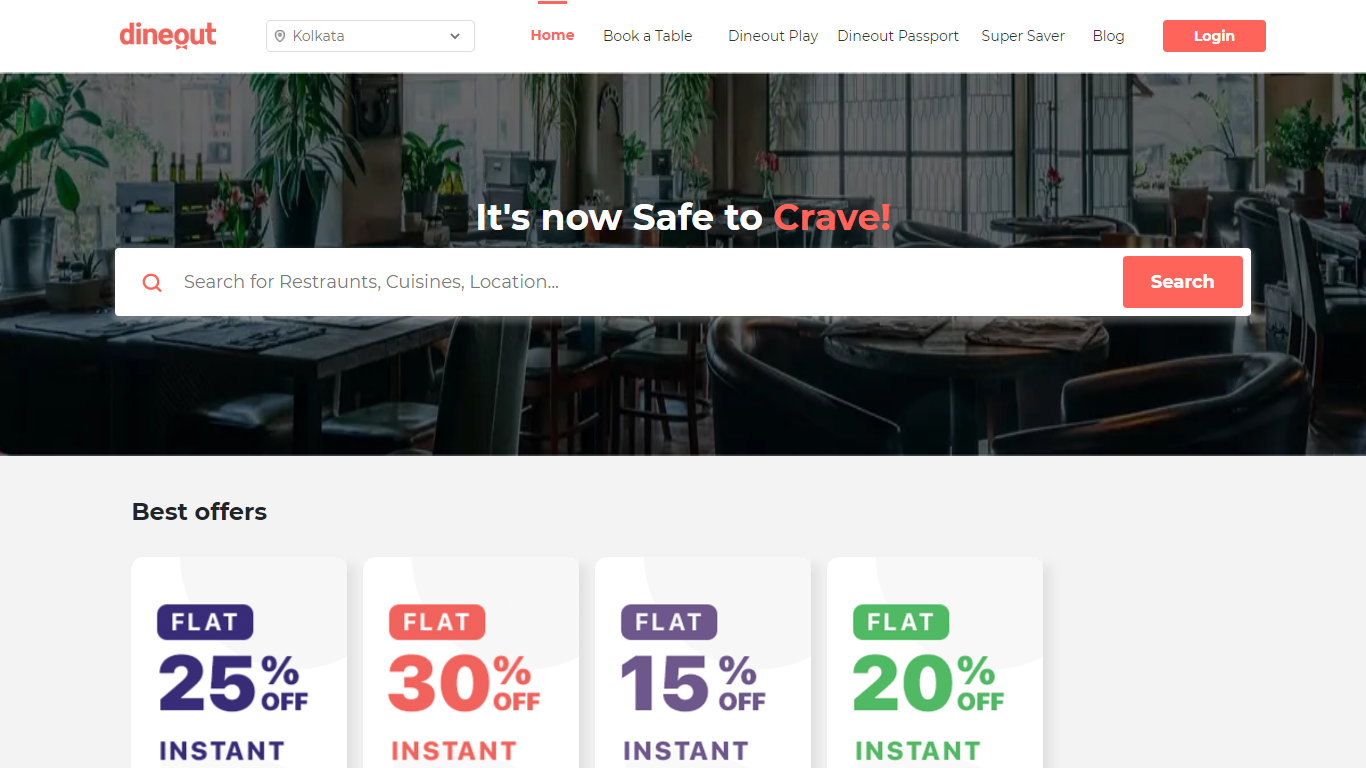 dineout
Kolkata
Home
Book a Table
Dineout Play
Dineout Passport
Super Saver
Blog
Login
It's now Safe to Crave!
Search for Restraunts, Cuisines, Location...
Search
Best offers
FLAT
25% OFF
INSTANT
FLAT
30% OFF
INSTANT
FLAT
15% OFF
INSTANT
FLAT
20% OFF
INSTANT